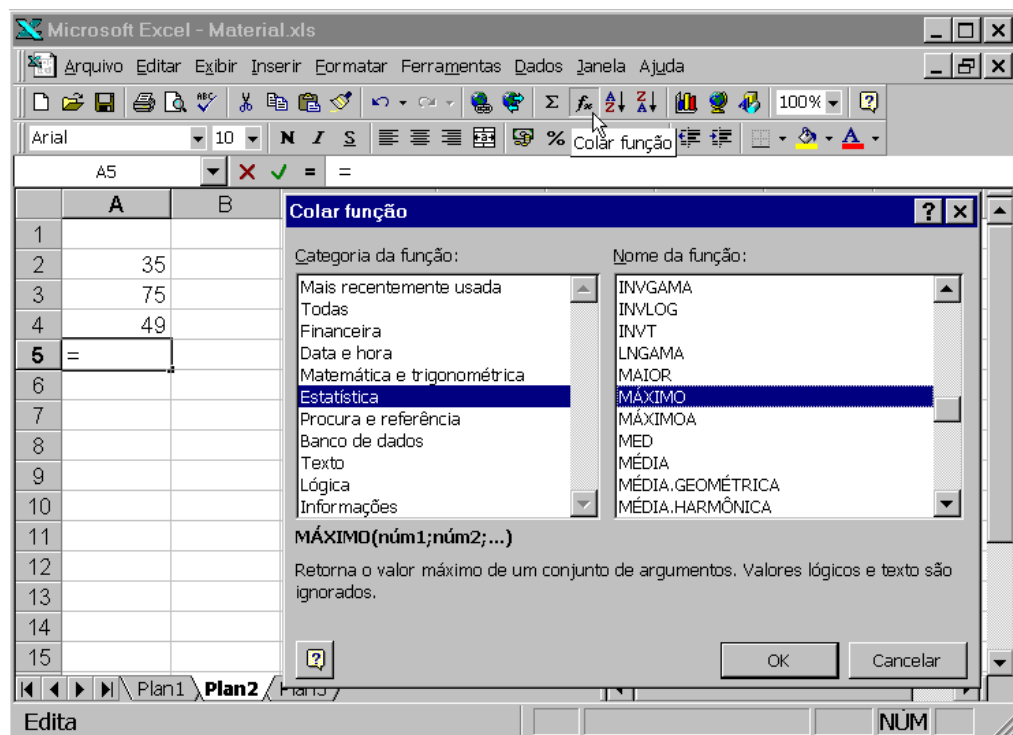 Microsoft Excel - Material.xls
Arquivo Editar Exibir Inserir Formatar Ferramentas Dados Janela Ajuda
ABC Σ fx A Z Z A 100% ?
Arial 10 N I S % A
Colar função
A5 = =
A B
Colar função
Categoria da função: Nome da função:
1
2 35
3 75
4 49
5 =
6
7
8
9
10
11
12
13
14
15
Mais recentemente usada
Todas
Financeira
Data e hora
Matemática e trigonométrica
Estatística
Procura e referência
Banco de dados
Texto
Lógica
Informações
INVGAMA
INVLOG
INVT
LNGAMA
MAIOR
MÁXIMO
MÁXIMOA
MED
MÉDIA
MÉDIA.GEOMÉTRICA
MÉDIA.HARMÔNICA
MÁXIMO(núm1;núm2;...)
Retorna o valor máximo de um conjunto de argumentos. Valores lógicos e texto são
ignorados.
OK Cancelar
Plan1 Plan2
Edita NÚM